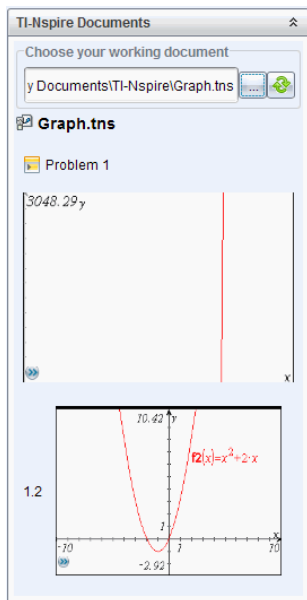 TI-Nspire Documents
Choose your working document
y Documents\TI-Nspire\Graph.tns
...
Graph.tns
Problem 1
3048.29 y
x
1.2
10.42 y
f2(x)=x²+2·x
1
x
-10
1
10
-2.92